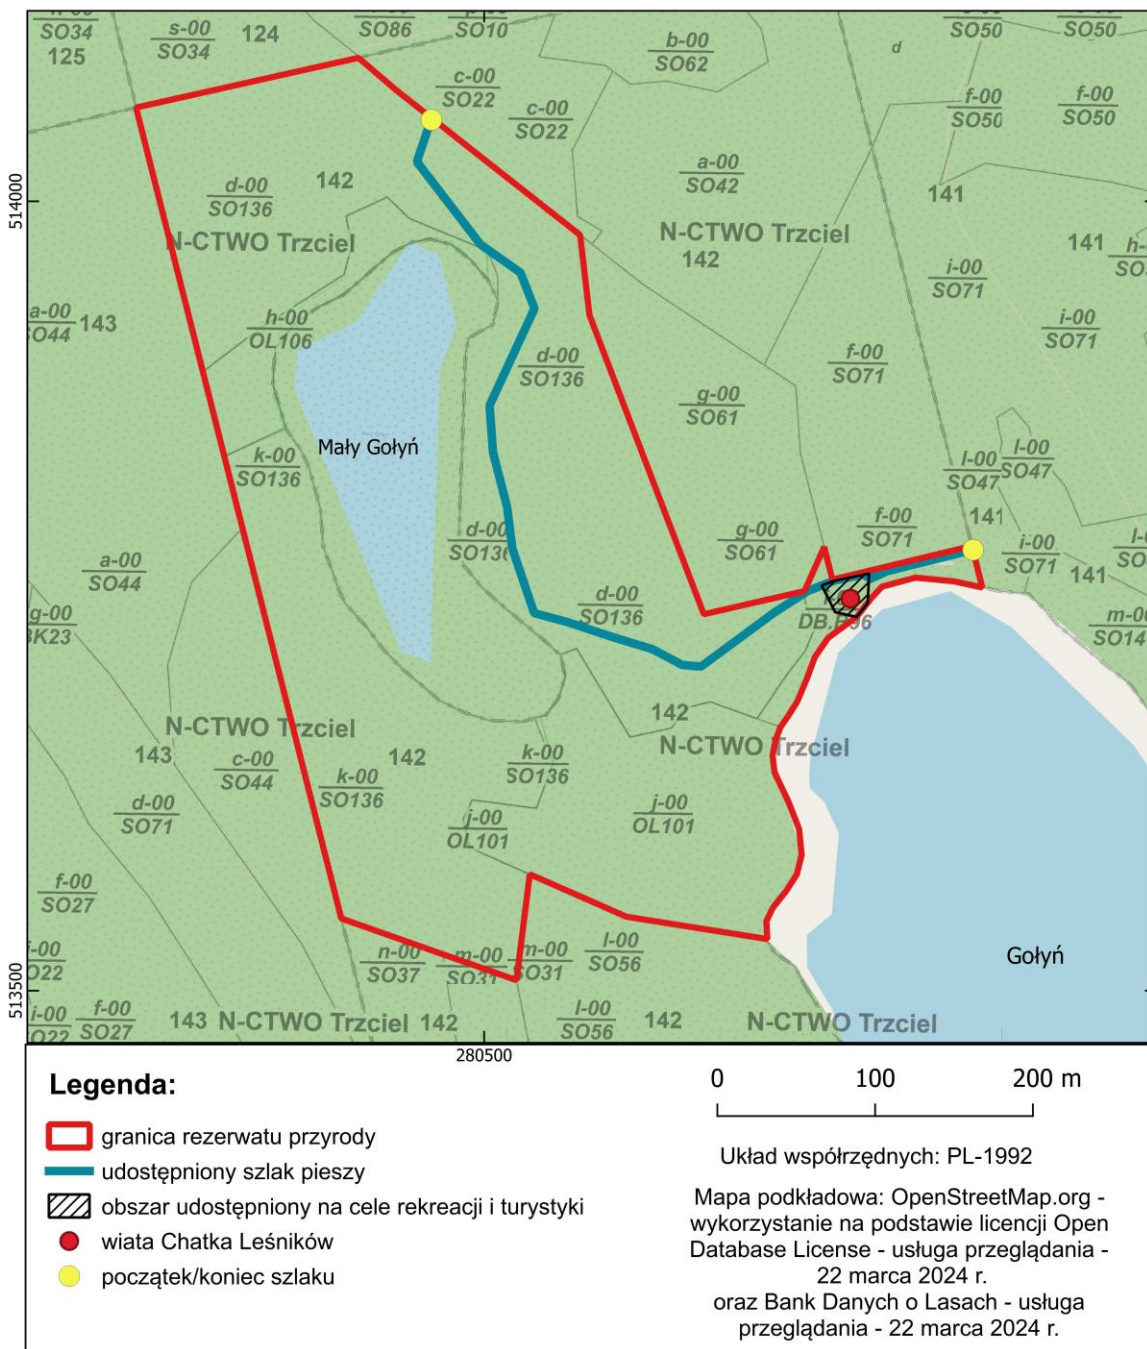 SO34
125
s-00
SO34
124
SO86
SO10
b-00
SO62
d
SO50
SO50
c-00
SO22
c-00
SO22
f-00
SO50
f-00
SO50
a-00
SO42
d-00
SO136
142
141
514000
N-CTWO Trzciel
N-CTWO Trzciel
142
141
i-00
SO71
a-00
SO44
143
h-00
OL106
i-00
SO71
d-00
SO136
f-00
SO71
g-00
SO61
Mały Gołyń
k-00
SO136
l-00
SO47
l-00
SO47
d-00
SO136
g-00
SO61
f-00
SO71
141
i-00
SO71
141
a-00
SO44
d-00
SO136
g-00
m-00
142
N-CTWO Trzciel
N-CTWO Trzciel
143
c-00
SO44
142
k-00
SO136
k-00
SO136
d-00
SO71
j-00
OL101
j-00
OL101
f-00
SO27
n-00
SO37
m-00
SO31
m-00
SO31
l-00
SO56
Gołyń
513500
i-00
f-00
SO27
143
N-CTWO Trzciel
142
l-00
SO56
142
N-CTWO Trzciel
280500
Legenda:
granica rezerwatu przyrody
udostępniony szlak pieszy
obszar udostępniony na cele rekreacji i turystyki
wiata Chatka Leśników
początek/koniec szlaku
0 100 200 m
Układ współrzędnych: PL-1992
Mapa podkładowa: OpenStreetMap.org -
wykorzystanie na podstawie licencji Open
Database License - usługa przeglądania -
22 marca 2024 r.
oraz Bank Danych o Lasach - usługa
przeglądania - 22 marca 2024 r.